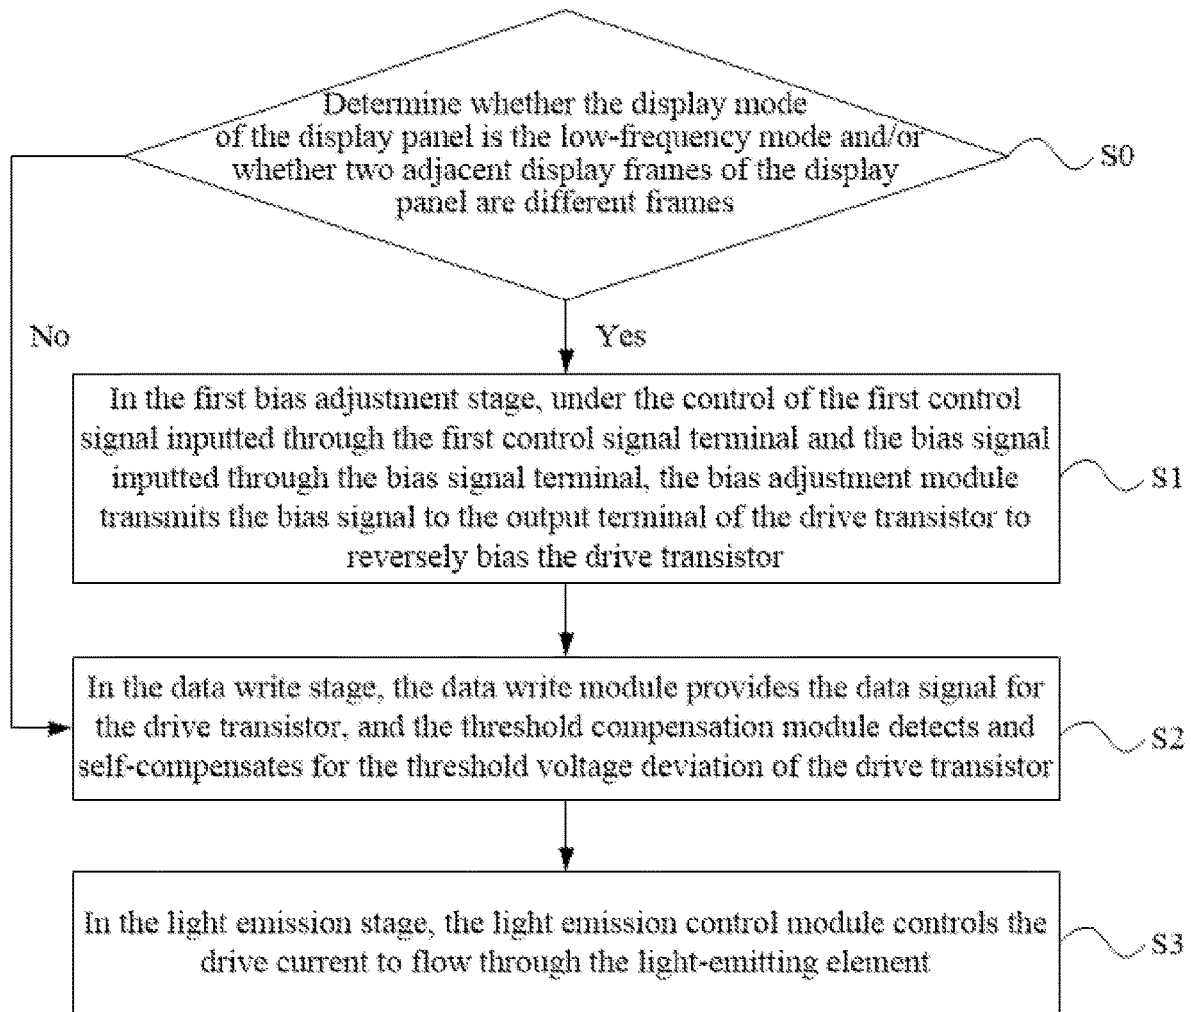 Determine whether the display mode
of the display panel is the low-frequency mode and/or
whether two adjacent display frames of the display
panel are different frames
S0
No
Yes
In the first bias adjustment stage, under the control of the first control
signal inputted through the first control signal terminal and the bias signal
inputted through the bias signal terminal, the bias adjustment module
transmits the bias signal to the output terminal of the drive transistor to
reversely bias the drive transistor
S1
In the data write stage, the data write module provides the data signal for
the drive transistor, and the threshold compensation module detects and
self-compensates for the threshold voltage deviation of the drive transistor
S2
In the light emission stage, the light emission control module controls the
drive current to flow through the light-emitting element
S3